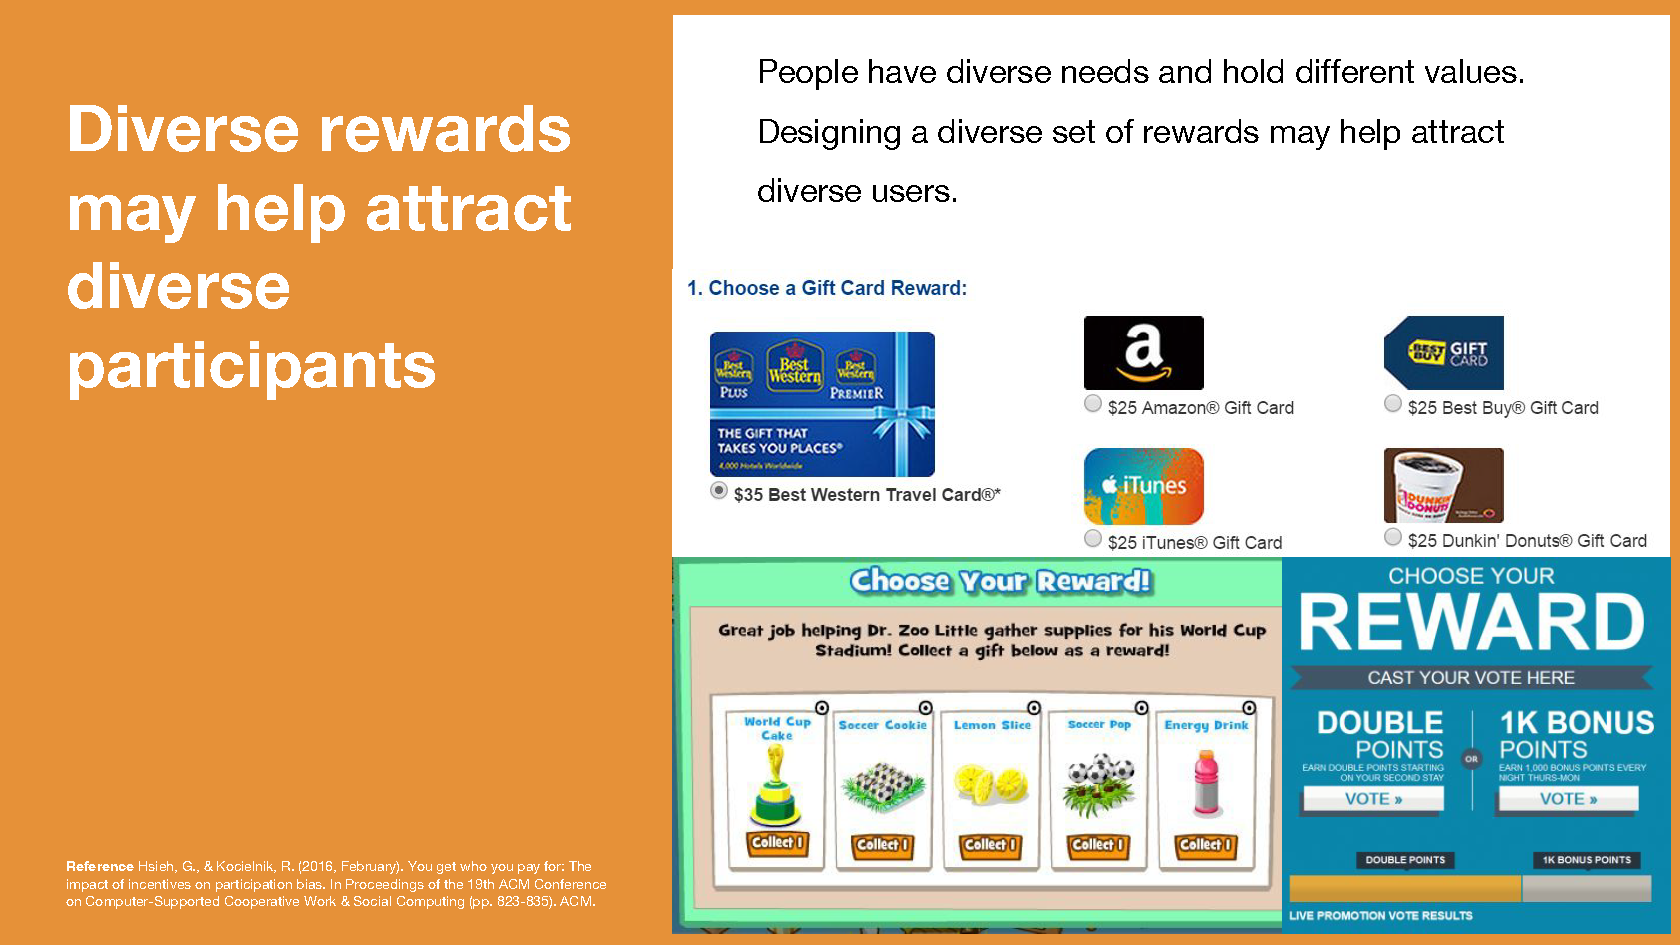 Diverse rewards
may help attract
diverse
participants
Reference Hsieh, G., & Kocielnik, R. (2016, February). You get who you pay for: The
impact of incentives on participation bias. In Proceedings of the 19th ACM Conference
on Computer-Supported Cooperative Work & Social Computing (pp. 823-835). ACM.
People have diverse needs and hold different values.
Designing a diverse set of rewards may help attract
diverse users.
1. Choose a Gift Card Reward:
Best Western PLUS
Best Western
Best Western PREMIER
THE GIFT THAT
TAKES YOU PLACES®
4,000 Hotels Worldwide
$35 Best Western Travel Card®*
a
$25 Amazon® Gift Card
BEST BUY GIFT CARD
$25 Best Buy® Gift Card
iTunes
$25 iTunes® Gift Card
DUNKIN' DONUTS
$25 Dunkin' Donuts® Gift Card
Choose Your Reward!
Great job helping Dr. Zoo Little gather supplies for his World Cup
Stadium! Collect a gift below as a reward!
World Cup
Cake
Collect
Soccer Cookie
Collect
Lemon Slice
Collect
Soccer Pop
Collect
Energy Drink
Collect
CHOOSE YOUR
REWARD
CAST YOUR VOTE HERE
DOUBLE
POINTS
EARN DOUBLE POINTS STARTING
ON YOUR SECOND STAY
VOTE »
OR
1K BONUS
POINTS
EARN 1,000 BONUS POINTS EVERY
NIGHT THURS-MON
VOTE »
DOUBLE POINTS
1K BONUS POINTS
LIVE PROMOTION VOTE RESULTS